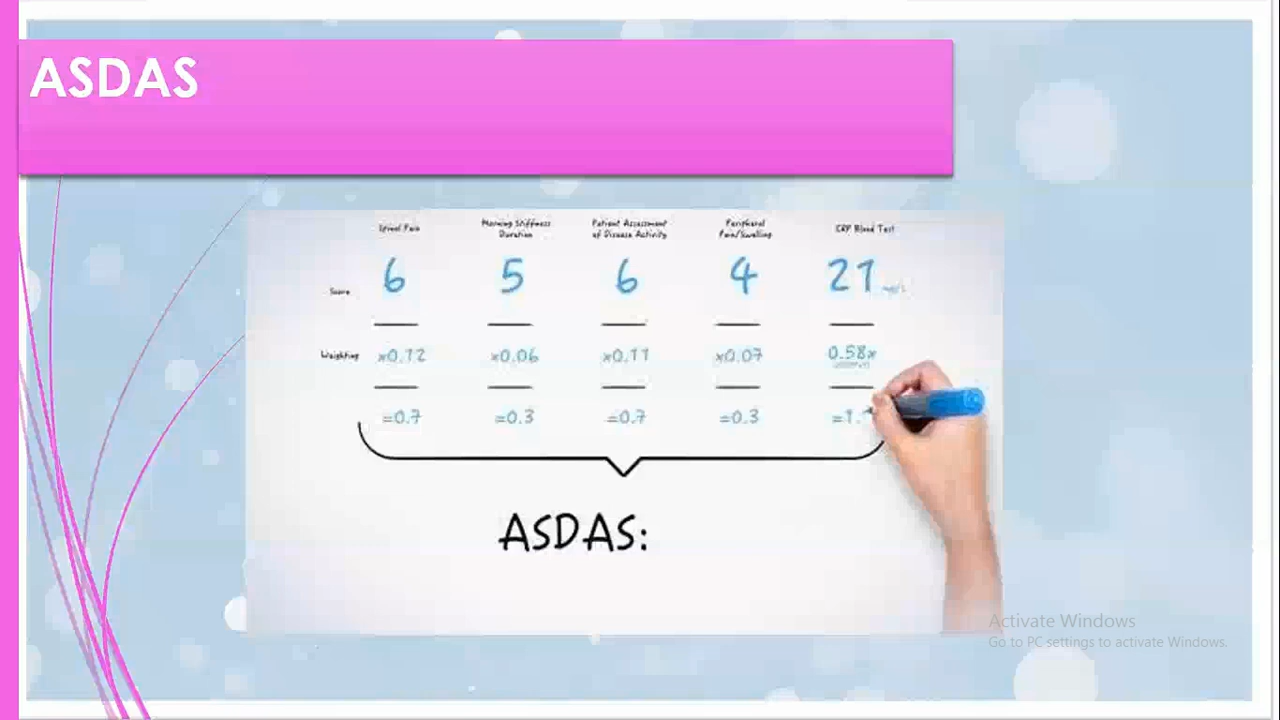 ASDAS
Spinal Pain
Morning Stiffness
Duration
Patient Assessment
of Disease Activity
Peripheral
Pain/Swelling
CRP Blood Test
Score
6
5
6
4
27
Weighting
x0.12
x0.06
x0.11
x0.07
0.58x
=0.7
=0.3
=0.7
=0.3
=1.
ASDAS:
Activate Windows
Go to PC settings to activate Windows.